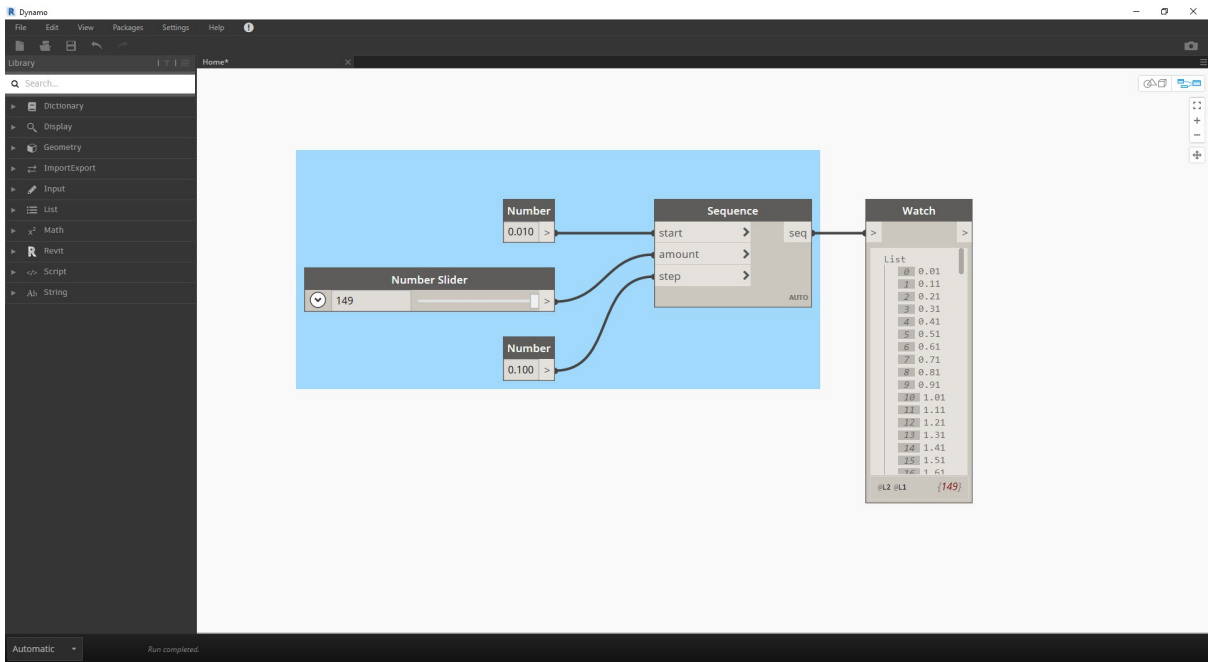 Dynamo
File Edit View Packages Settings Help
Library
Home*
Search...
Dictionary
Display
Geometry
ImportExport
Input
List
Math
Revit
Script
String
Number
0.010 >
Number Slider
149 >
Number
0.100 >
Sequence
start > seq
amount >
step >
AUTO
Watch
> >
List
0 0.01
1 0.11
2 0.21
3 0.31
4 0.41
5 0.51
6 0.61
7 0.71
8 0.81
9 0.91
10 1.01
11 1.11
12 1.21
13 1.31
14 1.41
15 1.51
16 1.61
@L2 @L1 {149}
Automatic
Run completed.